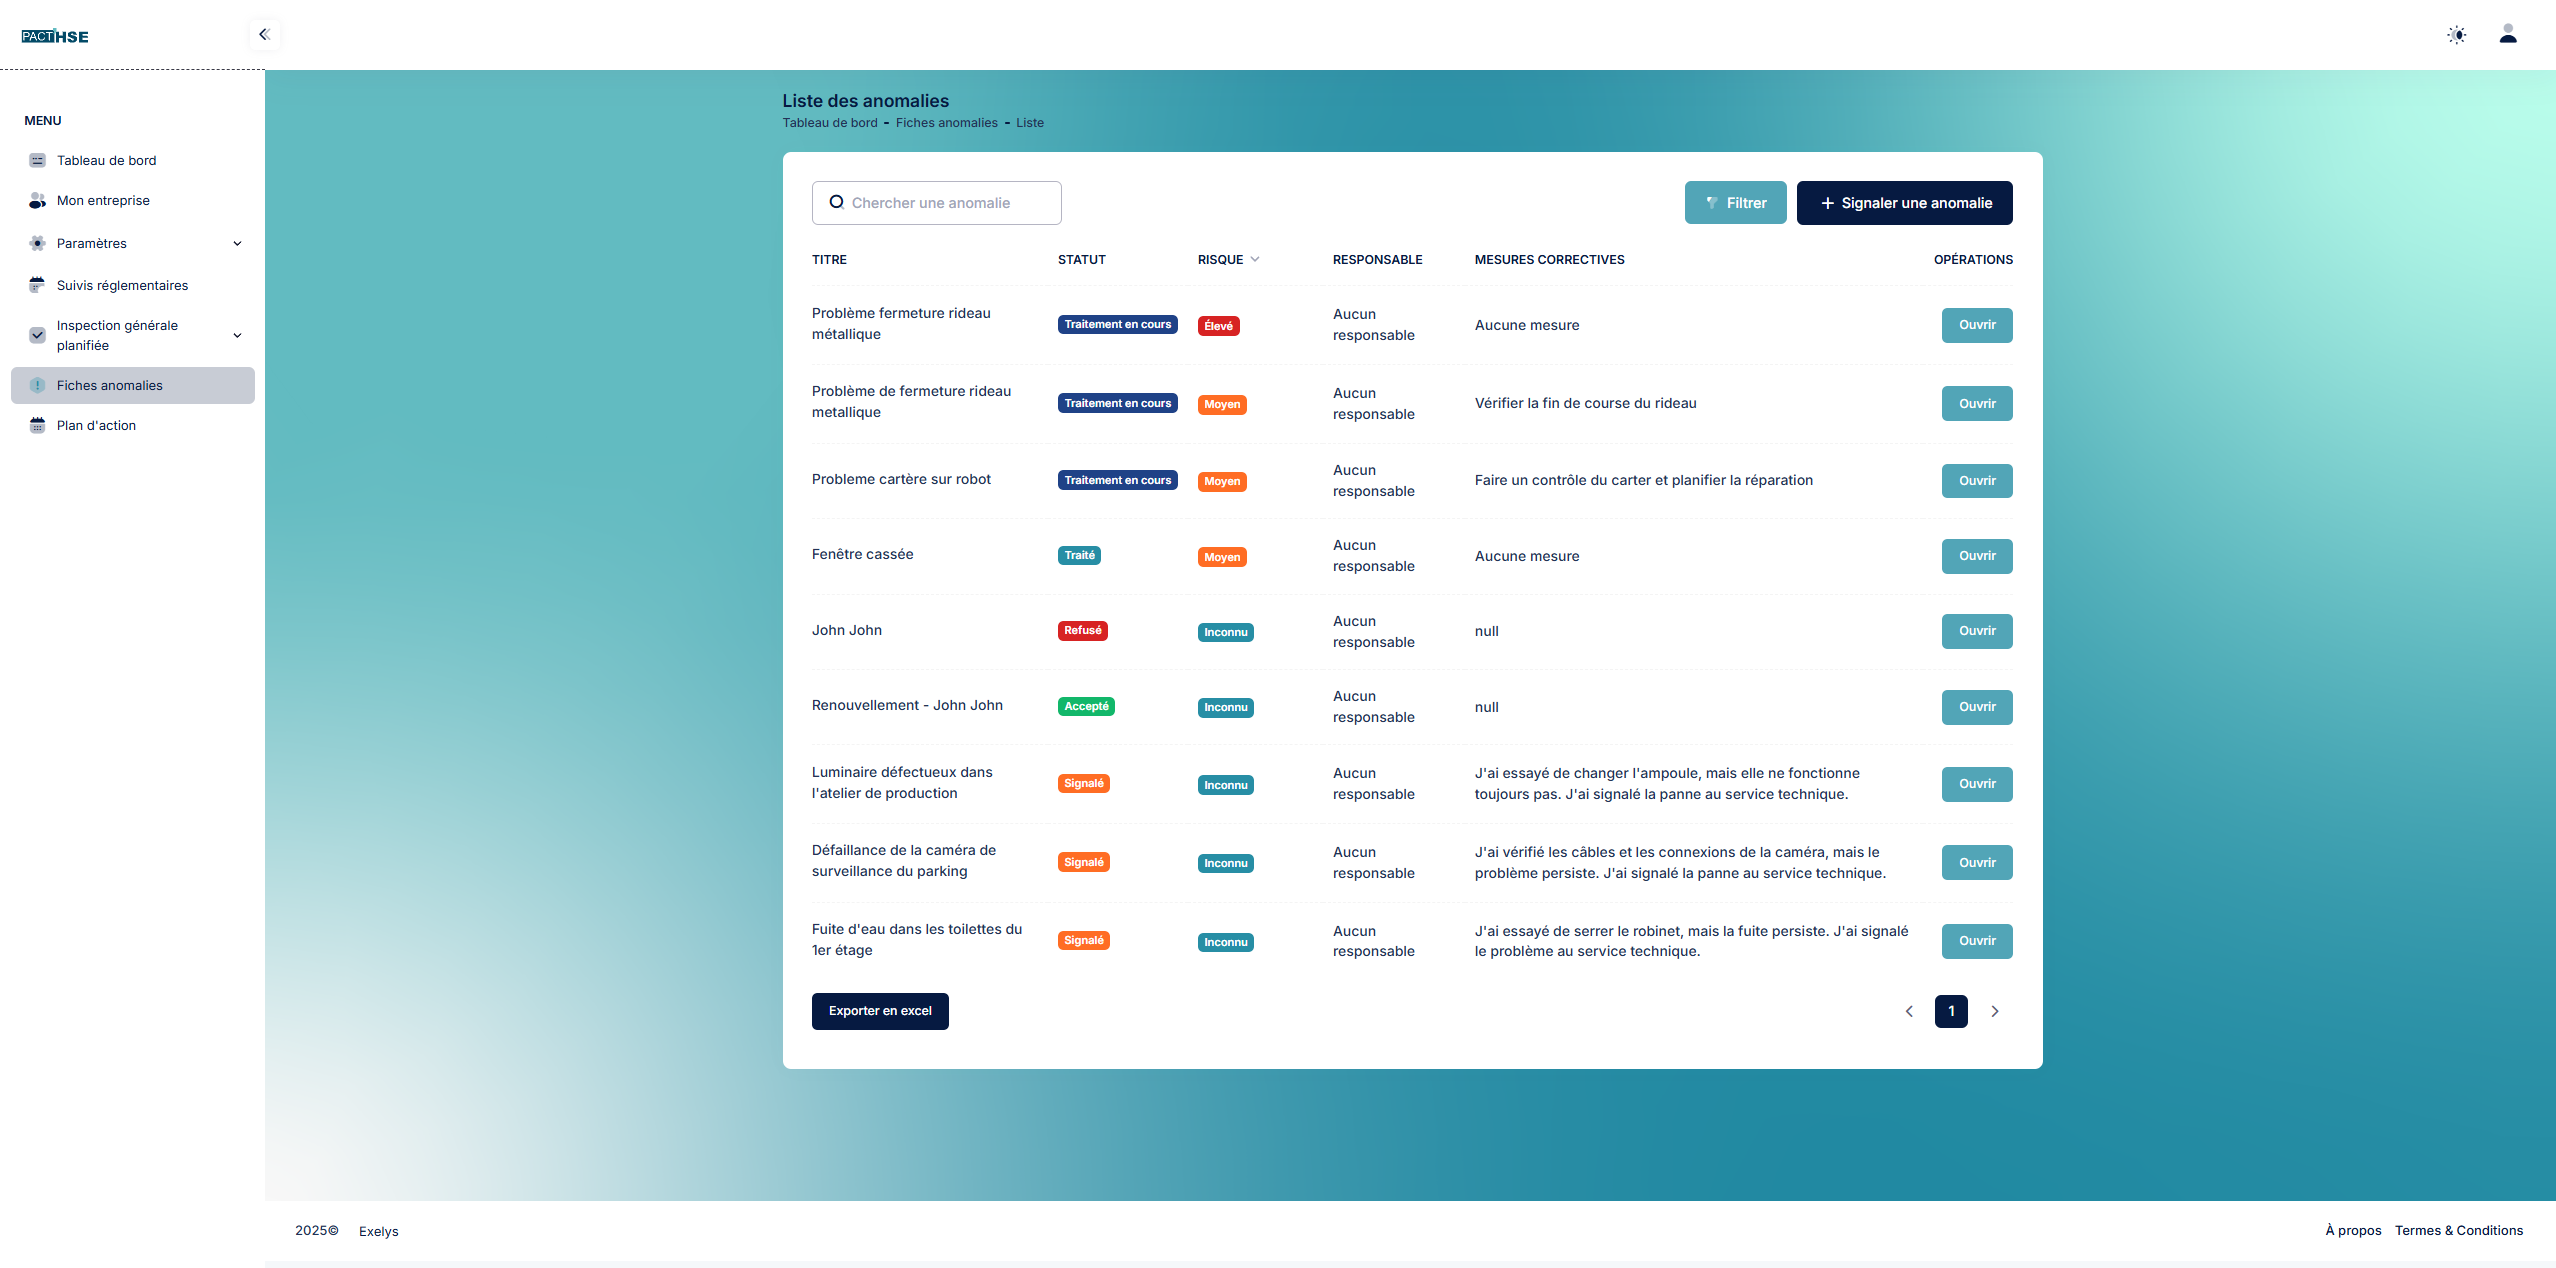 PACT HSE
MENU
Tableau de bord
Mon entreprise
Paramètres
Suivis réglementaires
Inspection générale
planifiée
Fiches anomalies
Plan d'action
Liste des anomalies
Tableau de bord - Fiches anomalies - Liste
Chercher une anomalie
Filtrer
+ Signaler une anomalie
TITRE STATUT RISQUE RESPONSABLE MESURES CORRECTIVES OPÉRATIONS
Problème fermeture rideau
métallique
Traitement en cours
Élevé
Aucun
responsable
Aucune mesure
Ouvrir
Problème de fermeture rideau
metallique
Traitement en cours
Moyen
Aucun
responsable
Vérifier la fin de course du rideau
Ouvrir
Probleme cartère sur robot
Traitement en cours
Moyen
Aucun
responsable
Faire un contrôle du carter et planifier la réparation
Ouvrir
Fenêtre cassée
Traité
Moyen
Aucun
responsable
Aucune mesure
Ouvrir
John John
Refusé
Inconnu
Aucun
responsable
null
Ouvrir
Renouvellement - John John
Accepté
Inconnu
Aucun
responsable
null
Ouvrir
Luminaire défectueux dans
l'atelier de production
Signalé
Inconnu
Aucun
responsable
J'ai essayé de changer l'ampoule, mais elle ne fonctionne
toujours pas. J'ai signalé la panne au service technique.
Ouvrir
Défaillance de la caméra de
surveillance du parking
Signalé
Inconnu
Aucun
responsable
J'ai vérifié les câbles et les connexions de la caméra, mais le
problème persiste. J'ai signalé la panne au service technique.
Ouvrir
Fuite d'eau dans les toilettes du
1er étage
Signalé
Inconnu
Aucun
responsable
J'ai essayé de serrer le robinet, mais la fuite persiste. J'ai signalé
le problème au service technique.
Ouvrir
Exporter en excel
1
2025© Exelys
À propos Termes & Conditions